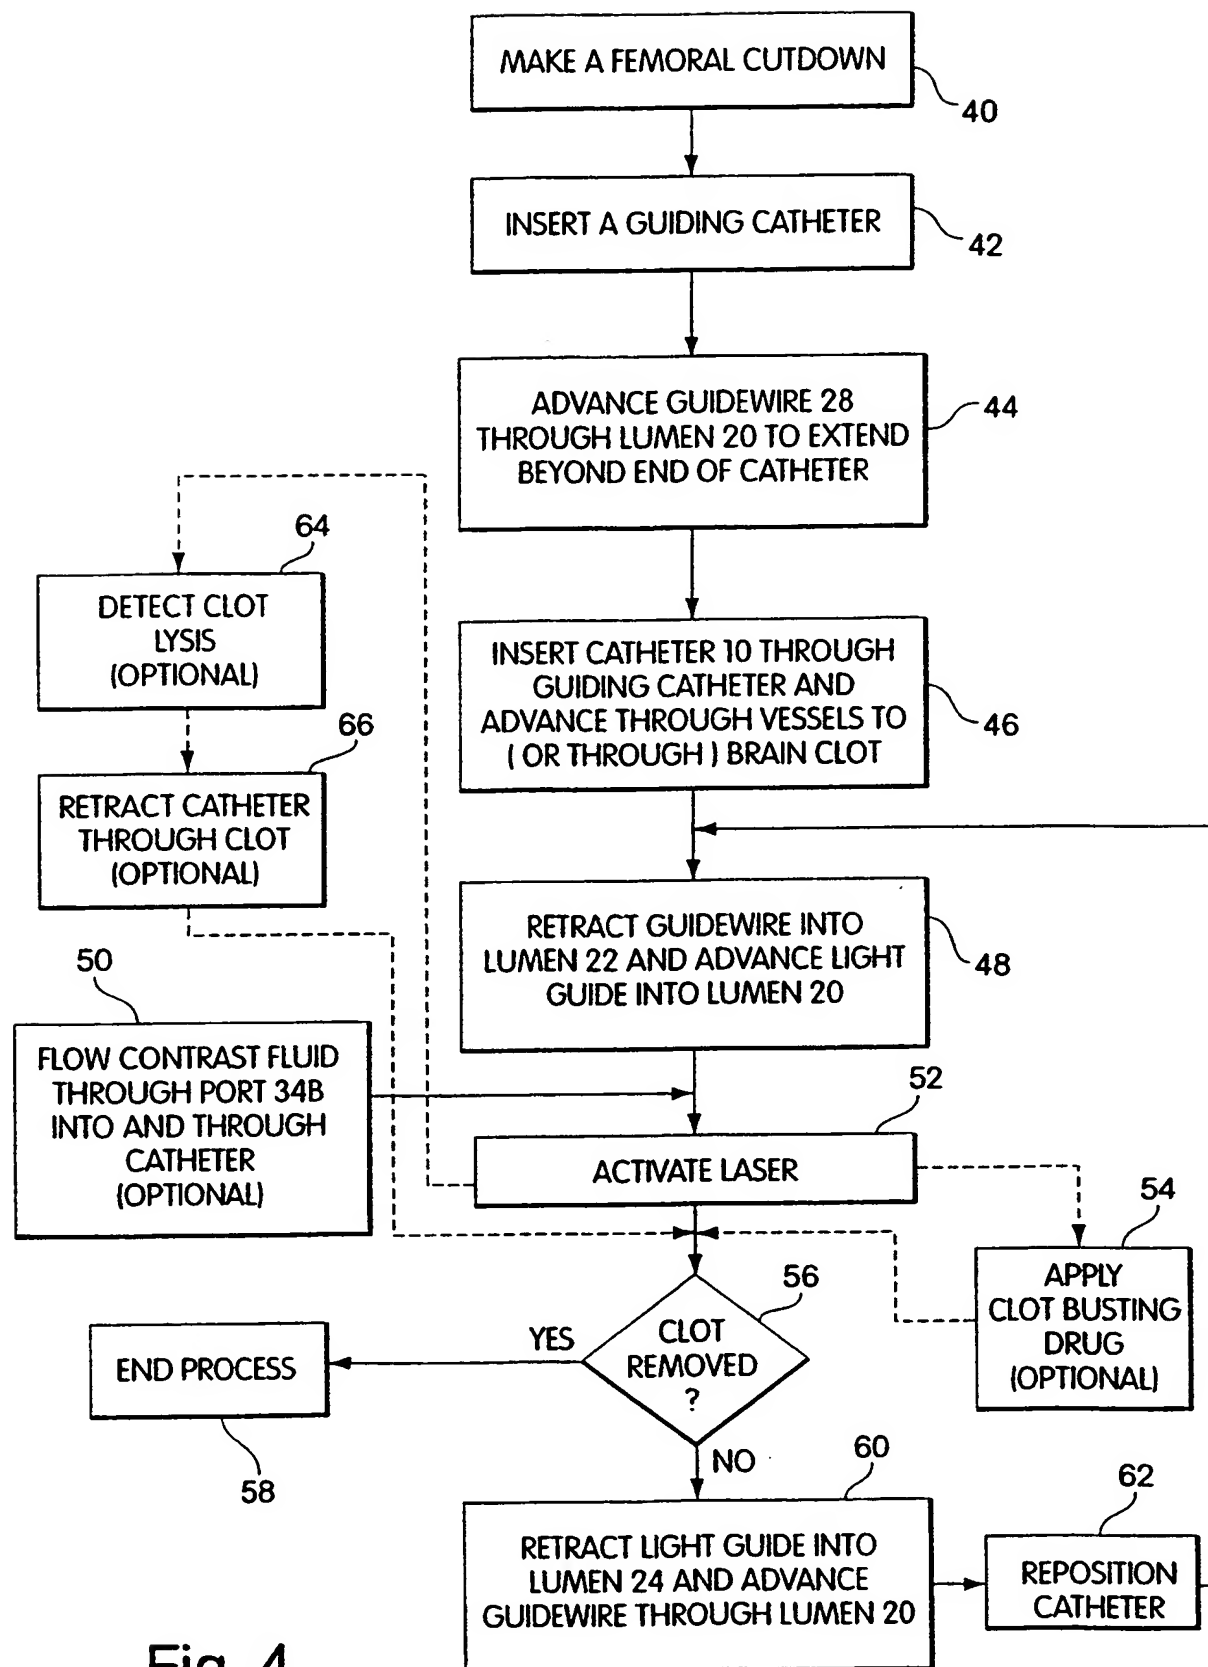 MAKE A FEMORAL CUTDOWN
40
INSERT A GUIDING CATHETER
42
ADVANCE GUIDEWIRE 28
THROUGH LUMEN 20 TO EXTEND
BEYOND END OF CATHETER
44
64
DETECT CLOT
LYSIS
(OPTIONAL)
INSERT CATHETER 10 THROUGH
GUIDING CATHETER AND
ADVANCE THROUGH VESSELS TO
( OR THROUGH ) BRAIN CLOT
46
66
RETRACT CATHETER
THROUGH CLOT
(OPTIONAL)
RETRACT GUIDEWIRE INTO
LUMEN 22 AND ADVANCE LIGHT
GUIDE INTO LUMEN 20
48
50
FLOW CONTRAST FLUID
THROUGH PORT 34B
INTO AND THROUGH
CATHETER
(OPTIONAL)
52
ACTIVATE LASER
54
APPLY
CLOT BUSTING
DRUG
(OPTIONAL)
56
CLOT
REMOVED
?
YES
END PROCESS
58
NO
60
RETRACT LIGHT GUIDE INTO
LUMEN 24 AND ADVANCE
GUIDEWIRE THROUGH LUMEN 20
62
REPOSITION
CATHETER
Fig. 4